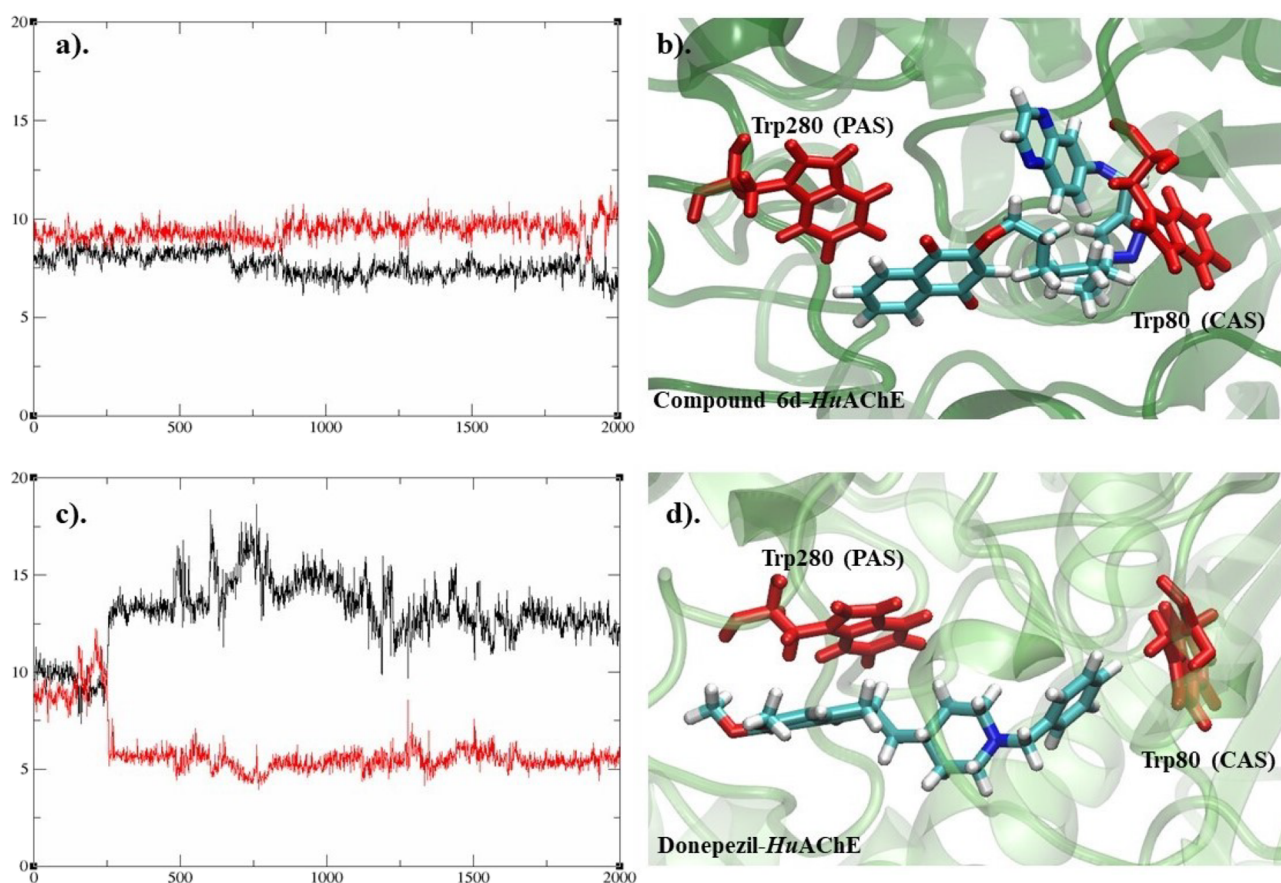 a).
20
15
10
5
0
0 500 1000 1500 2000
b).
Trp280 (PAS)
Trp80 (CAS)
Compound 6d-HuAChE
c).
20
15
10
5
0
0 500 1000 1500 2000
d).
Trp280 (PAS)
Trp80 (CAS)
Donepezil-HuAChE